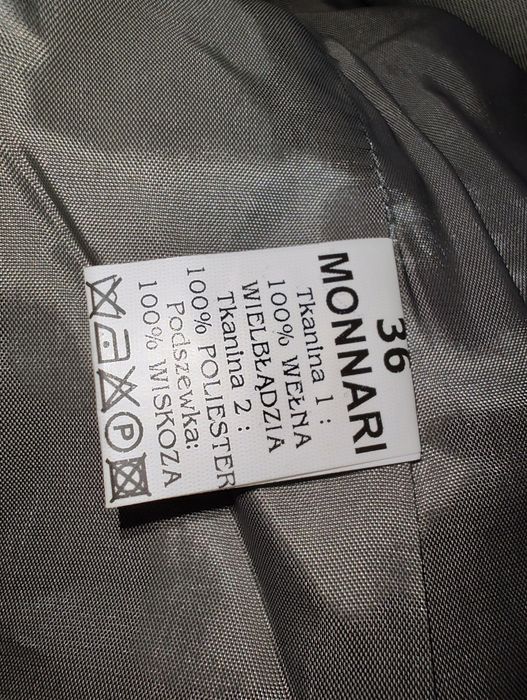 36
MONNARI
Tkanina 1 :
100% WEŁNA
WIELBŁĄDZIA
Tkanina 2 :
100% POLIESTER
Podszewka:
100% WISKOZA
P